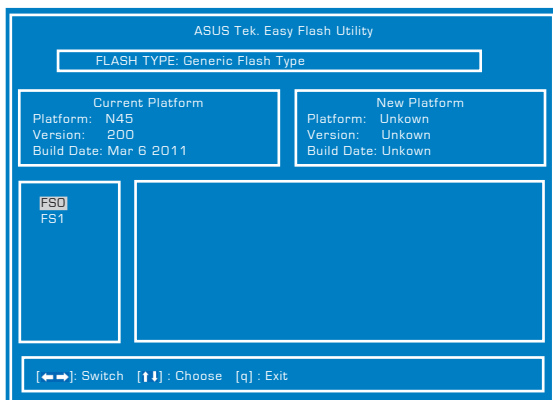 ASUS Tek. Easy Flash Utility
FLASH TYPE: Generic Flash Type
Current Platform
Platform: N45
Version: 200
Build Date: Mar 6 2011
New Platform
Platform: Unkown
Version: Unkown
Build Date: Unkown
FS0
FS1
[←→]: Switch [↑↓] : Choose [q] : Exit